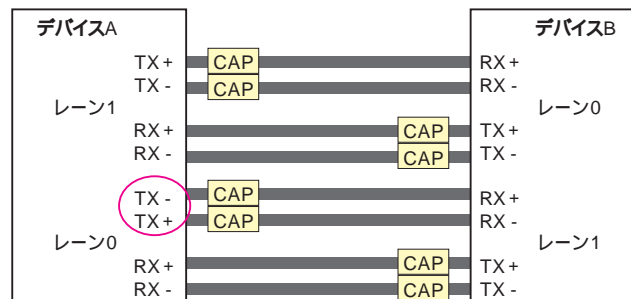 デバイスA デバイスB
TX + CAP RX +
TX - CAP RX -
レーン1 レーン0
RX + CAP TX +
RX - CAP TX -
TX - CAP RX +
TX + CAP RX -
レーン0 レーン1
RX + CAP TX +
RX - CAP TX -